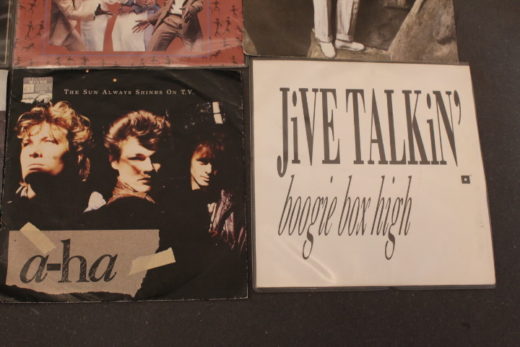 THE SUN ALWAYS SHINES ON T.V.
a-ha
JiVE TALKiN'
boogie box high